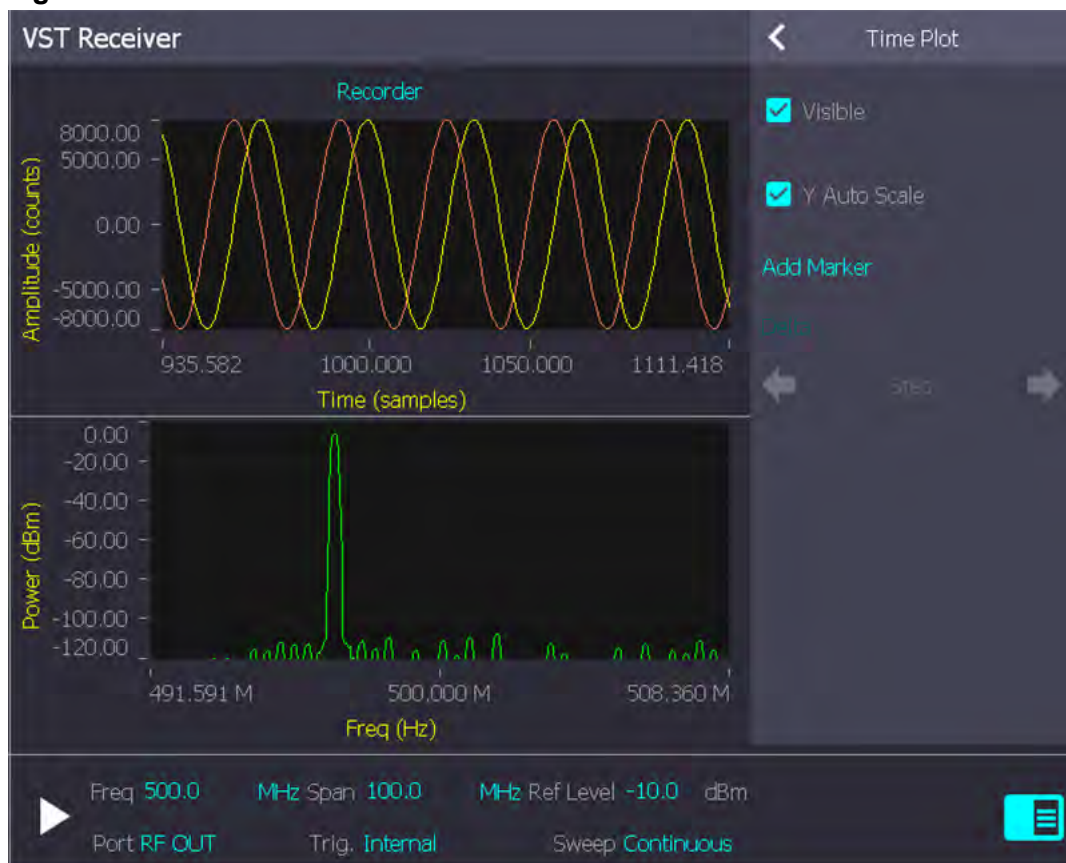 VST Receiver
Time Plot
Recorder
Visible
Y Auto Scale
Add Marker
Delta
Step
Amplitude (counts)
8000.00
5000.00
0.00
-5000.00
-8000.00
935.582 1000.000 1050.000 1111.418
Time (samples)
Power (dBm)
0.00
-20.00
-40.00
-60.00
-80.00
-100.00
-120.00
491.591 M 500.000 M 508.360 M
Freq (Hz)
Freq 500.0 MHz Span 100.0 MHz Ref Level -10.0 dBm
Port RF OUT Trig. Internal Sweep Continuous